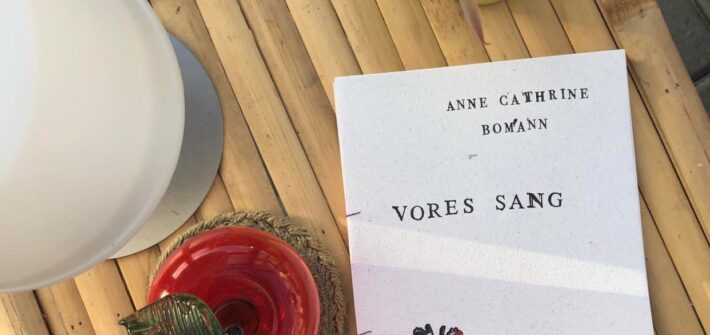 ANNE CATHRINE
BOMANN
VORES SANG